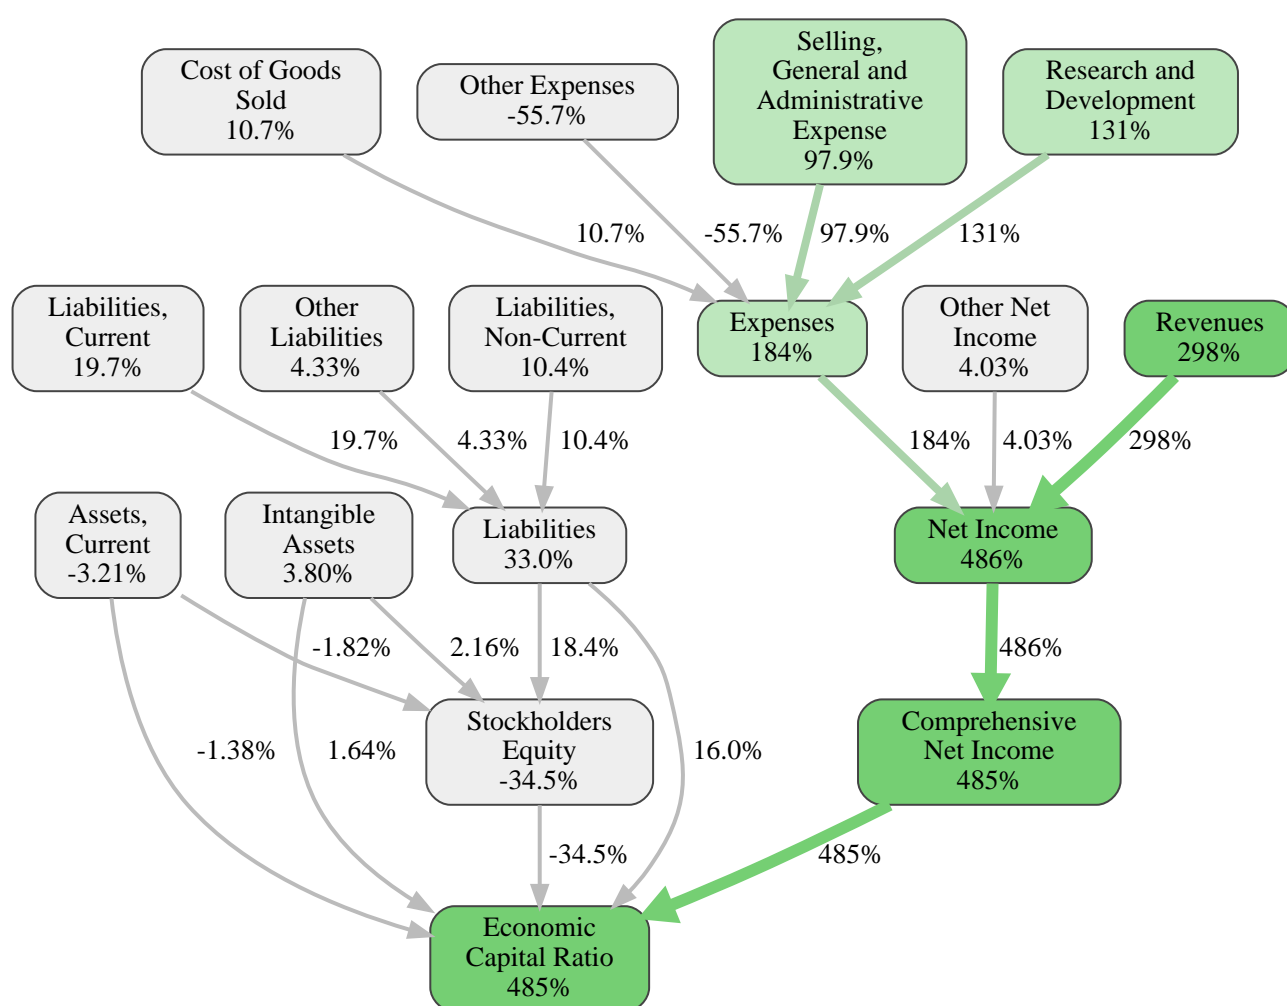 Cost of Goods
Sold
10.7%
Other Expenses
-55.7%
Selling,
General and
Administrative
Expense
97.9%
Research and
Development
131%
10.7%
-55.7%
97.9%
131%
Liabilities,
Current
19.7%
Other
Liabilities
4.33%
Liabilities,
Non-Current
10.4%
Expenses
184%
Other Net
Income
4.03%
Revenues
298%
19.7%
4.33%
10.4%
184%
4.03%
298%
Assets,
Current
-3.21%
Intangible
Assets
3.80%
Liabilities
33.0%
Net Income
486%
-1.82%
2.16%
18.4%
486%
Stockholders
Equity
-34.5%
Comprehensive
Net Income
485%
-1.38%
1.64%
16.0%
-34.5%
485%
Economic
Capital Ratio
485%